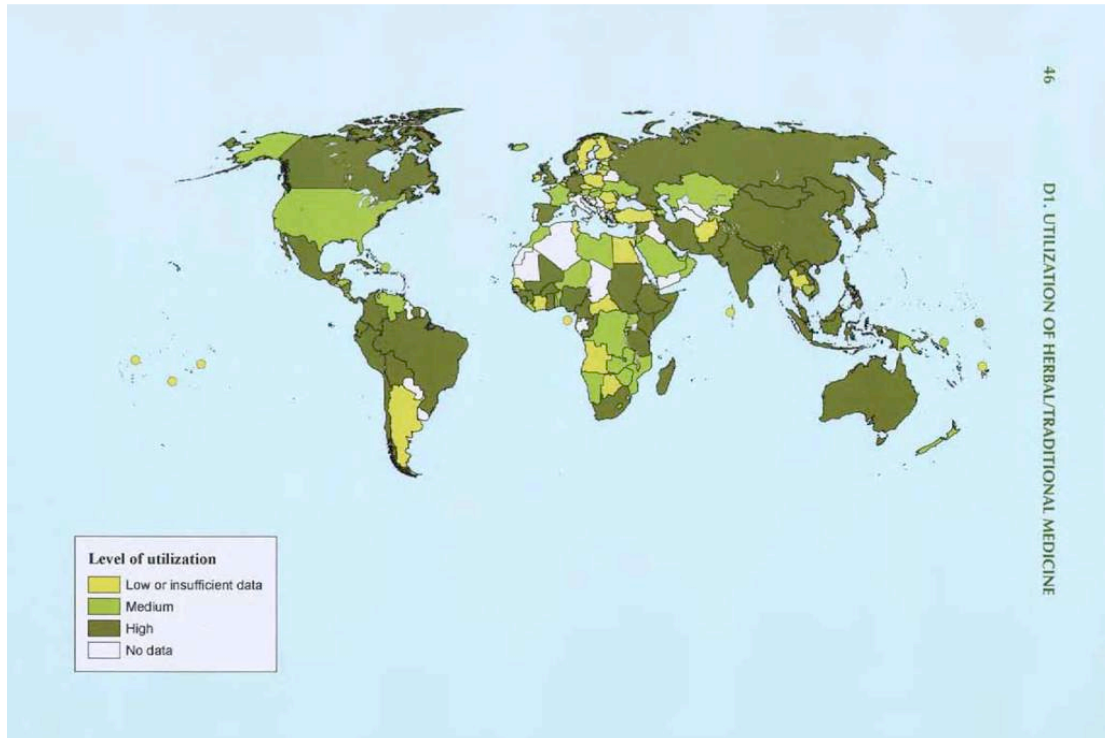 46
D1. UTILIZATION OF HERBAL/TRADITIONAL MEDICINE
Level of utilization
Low or insufficient data
Medium
High
No data